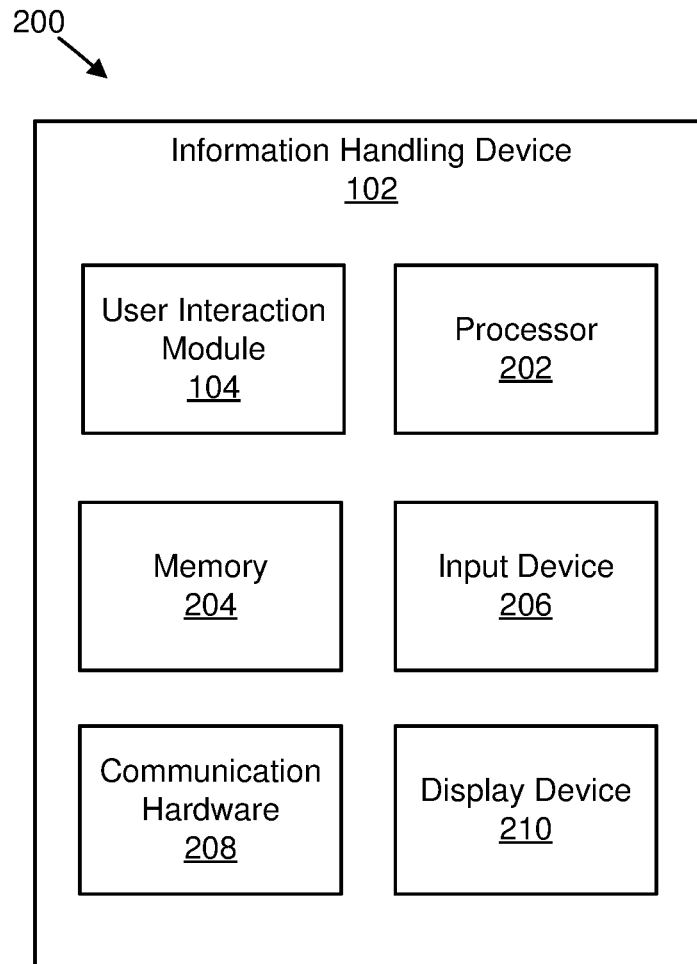 200
Information Handling Device
102
User Interaction
Module
104
Processor
202
Memory
204
Input Device
206
Communication
Hardware
208
Display Device
210